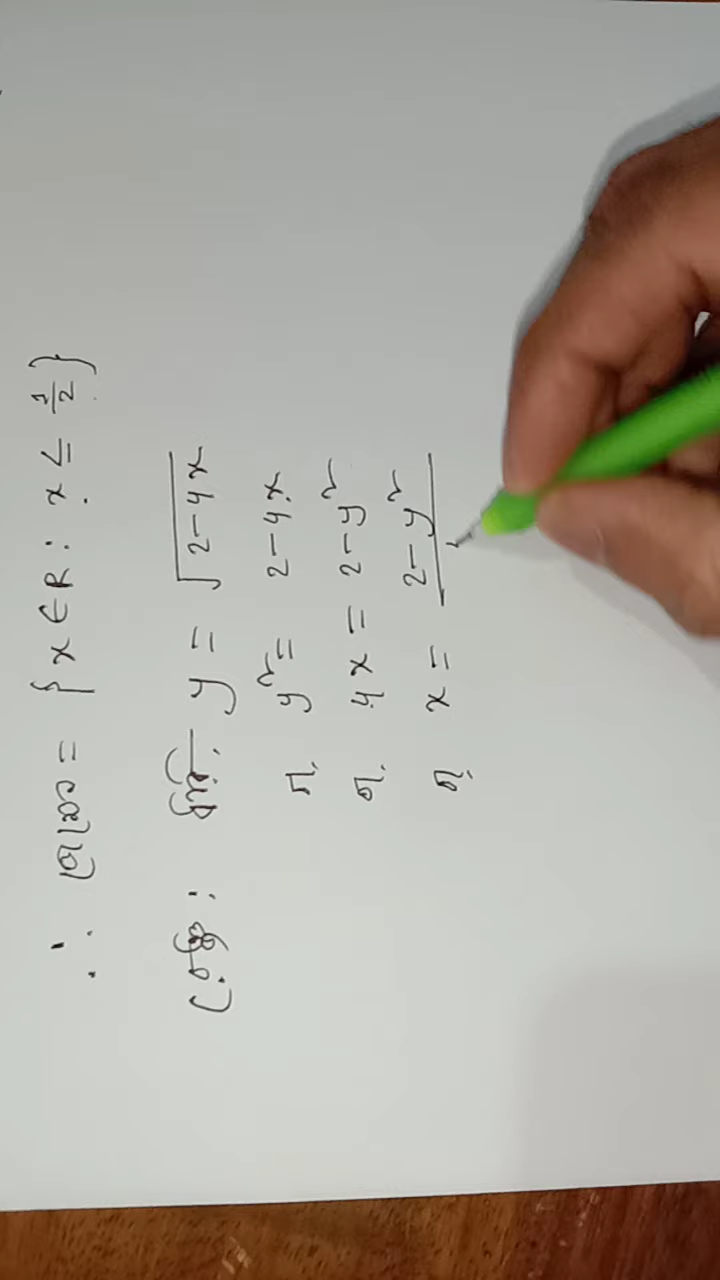 ∴ ডোমেন = {x ∈ R : x ≤ 1/2}
রেঞ্জ : ধরি, y = √(2-4x)
বা, y² = 2-4x
বা, 4x = 2-y²
বা, x = 2-y²/